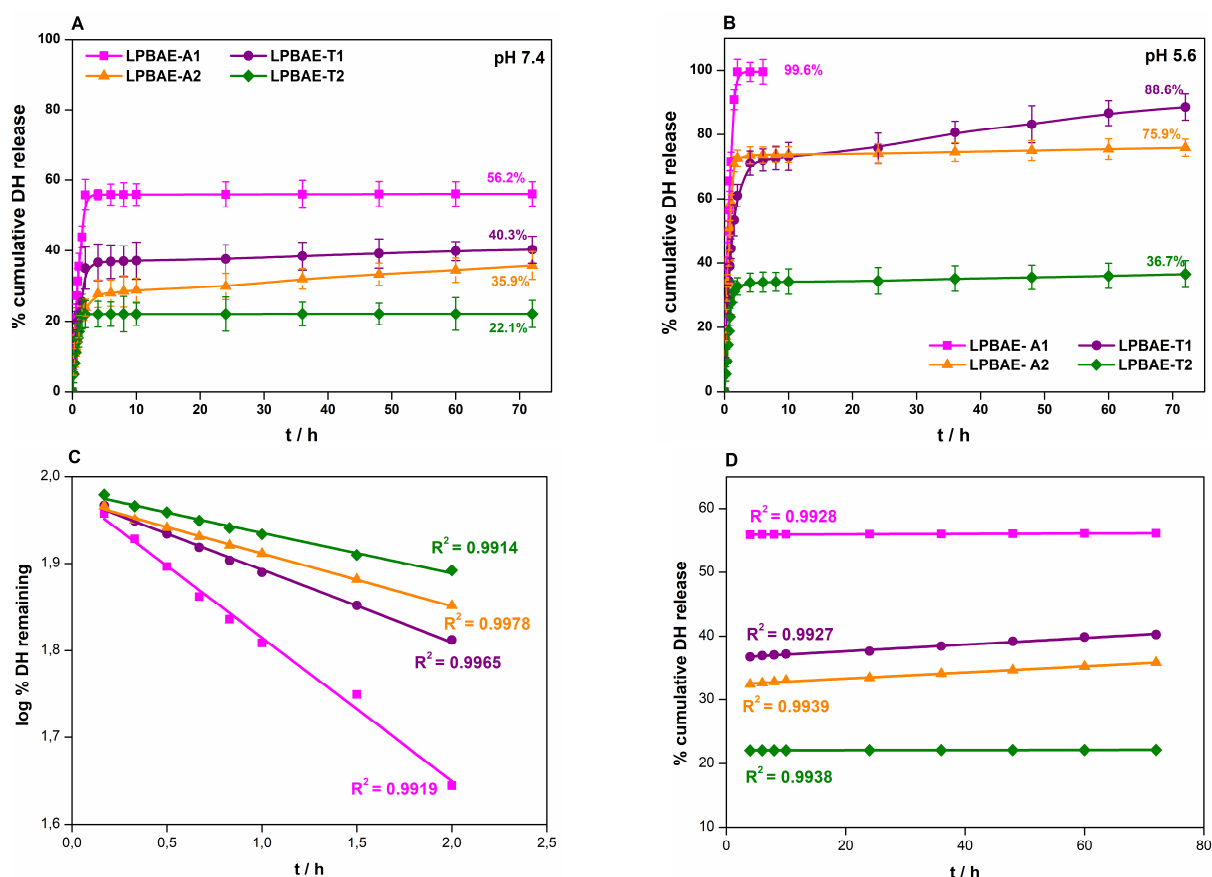 A
100
80
60
40
20
0
% cumulative DH release
LPBAE-A1
LPBAE-T1
LPBAE-A2
LPBAE-T2
pH 7.4
56.2%
40.3%
35.9%
22.1%
0 10 20 30 40 50 60 70
t / h
B
100
80
60
40
20
0
% cumulative DH release
pH 5.6
99.6%
88.6%
75.9%
36.7%
LPBAE- A1
LPBAE-T1
LPBAE- A2
LPBAE-T2
0 10 20 30 40 50 60 70
t / h
C
2,0
1,9
1,8
1,7
1,6
log % DH remaining
R2 = 0.9914
R2 = 0.9978
R2 = 0.9965
R2 = 0.9919
0,0 0,5 1,0 1,5 2,0 2,5
t / h
D
60
50
40
30
20
10
% cumulative DH release
R2 = 0.9928
R2 = 0.9927
R2 = 0.9939
R2 = 0.9938
0 20 40 60 80
t / h